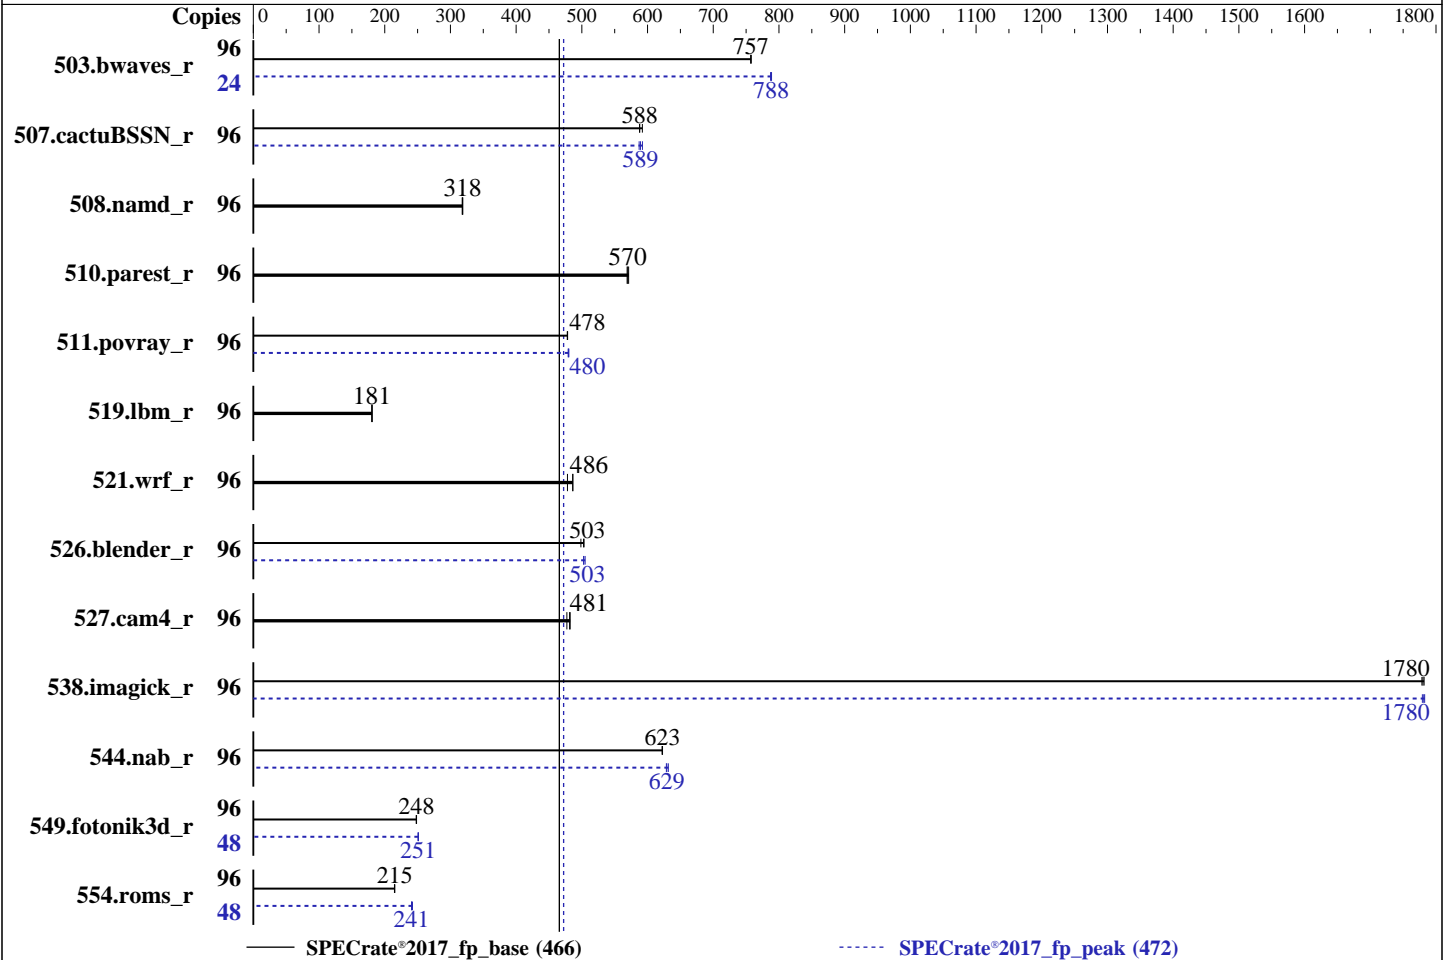 Copies 0 100 200 300 400 500 600 700 800 900 1000 1100 1200 1300 1400 1500 1600 1800
503.bwaves_r 96 757
24 788
507.cactuBSSN_r 96 588
589
508.namd_r 96 318
510.parest_r 96 570
511.povray_r 96 478
480
519.lbm_r 96 181
521.wrf_r 96 486
526.blender_r 96 503
503
527.cam4_r 96 481
538.imagick_r 96 1780
1780
544.nab_r 96 623
629
549.fotonik3d_r 96 248
48 251
554.roms_r 96 215
48 241
SPECrate®2017_fp_base (466) SPECrate®2017_fp_peak (472)